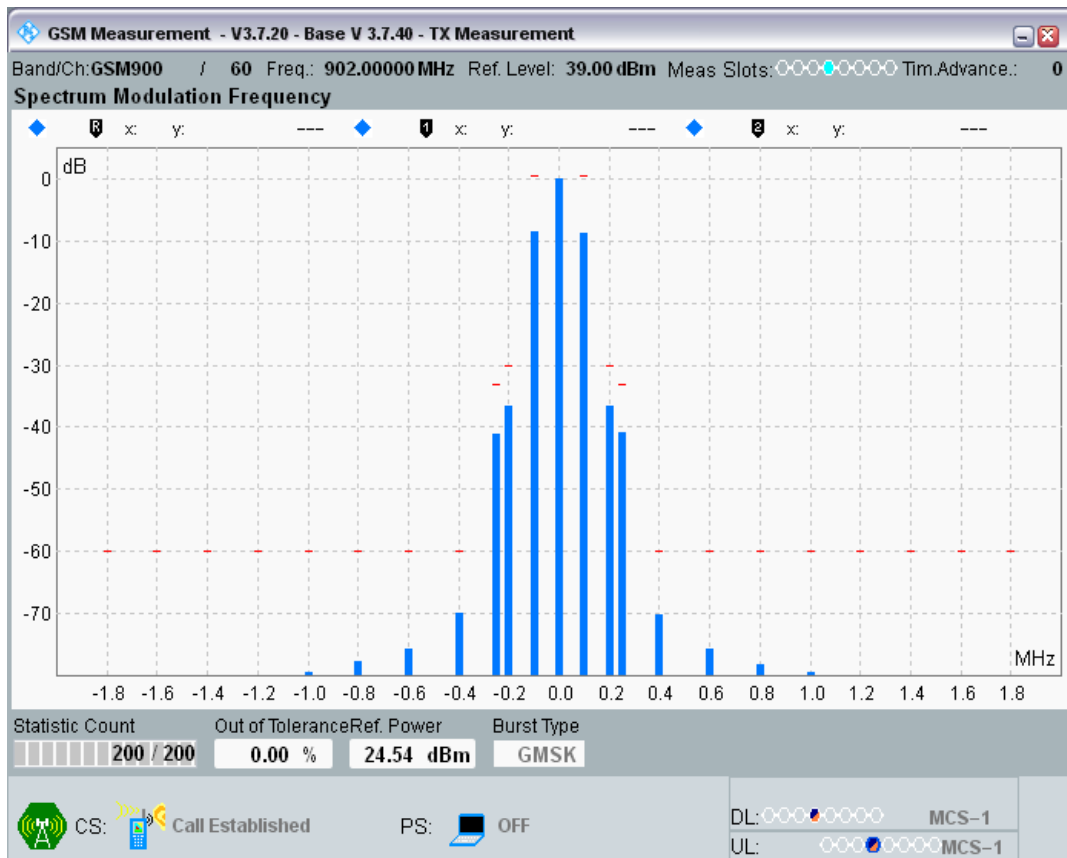 GSM Measurement - V3.7.20 - Base V 3.7.40 - TX Measurement
Band/Ch:GSM900 / 60 Freq.: 902.00000 MHz Ref. Level: 39.00 dBm Meas Slots: Tim.Advance.: 0
Spectrum Modulation Frequency
R x: y: --- 1 x: y: --- 2 x: y: ---
dB
0
-10
-20
-30
-40
-50
-60
-70
MHz
-1.8 -1.6 -1.4 -1.2 -1.0 -0.8 -0.6 -0.4 -0.2 0.0 0.2 0.4 0.6 0.8 1.0 1.2 1.4 1.6 1.8
Statistic Count Out of Tolerance Ref. Power Burst Type
200 / 200 0.00 % 24.54 dBm GMSK
CS: Call Established PS: OFF
DL: MCS-1
UL: MCS-1